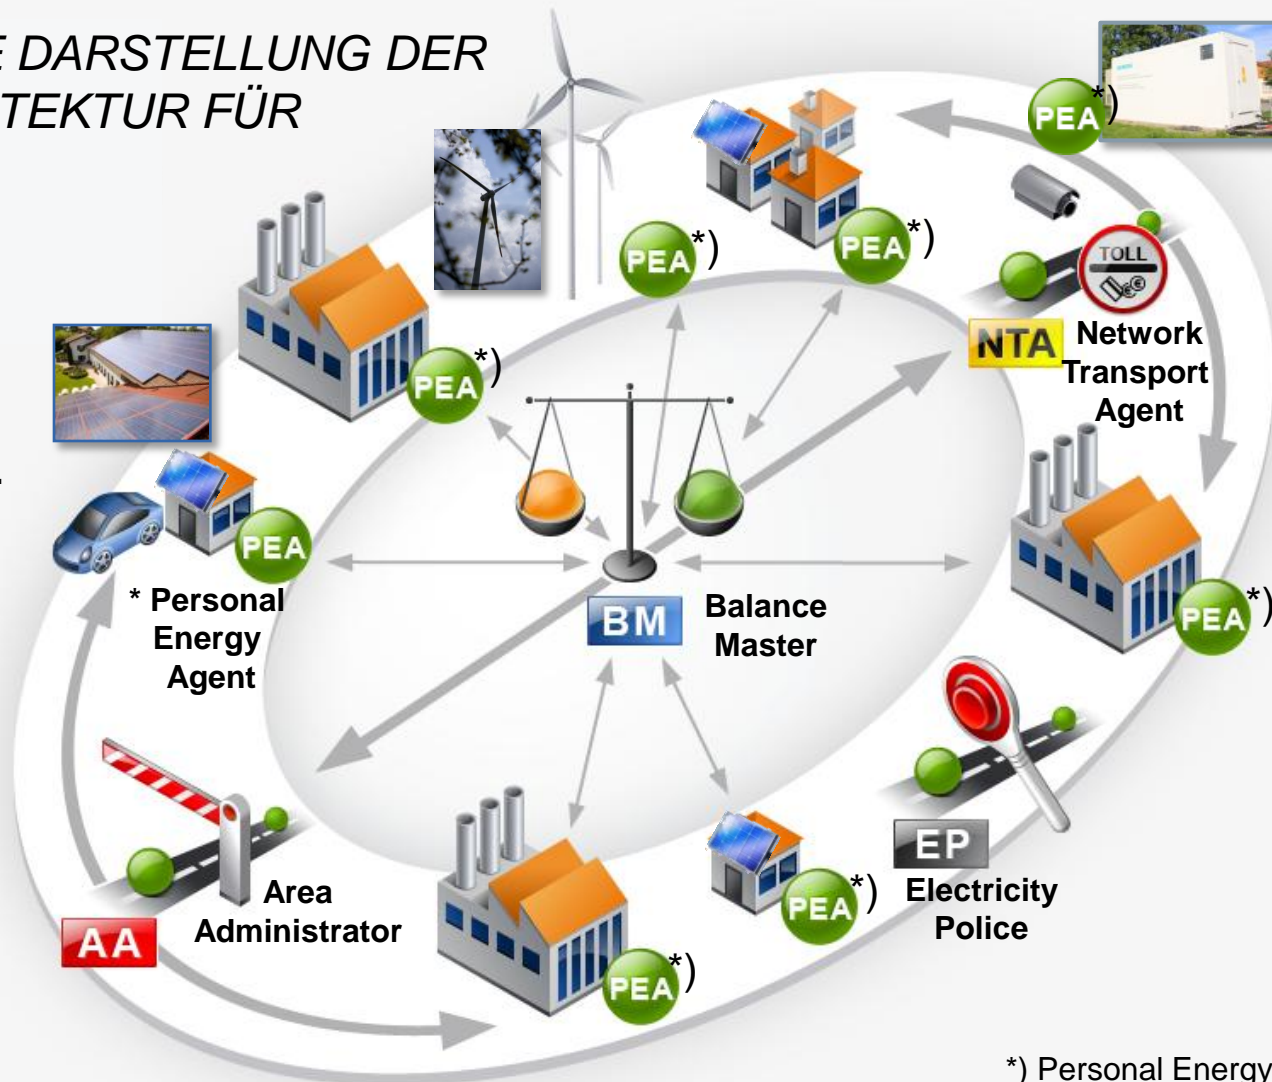 E DARSTELLUNG DER
TEKTUR FÜR
PEA *)
PEA *)
PEA *)
TOLL
NTA Network
Transport
Agent
PEA *)
PEA
* Personal
Energy
Agent
BM Balance
Master
PEA *)
EP
Electricity
Police
PEA *)
Area
Administrator
AA
PEA *)
*) Personal Energy